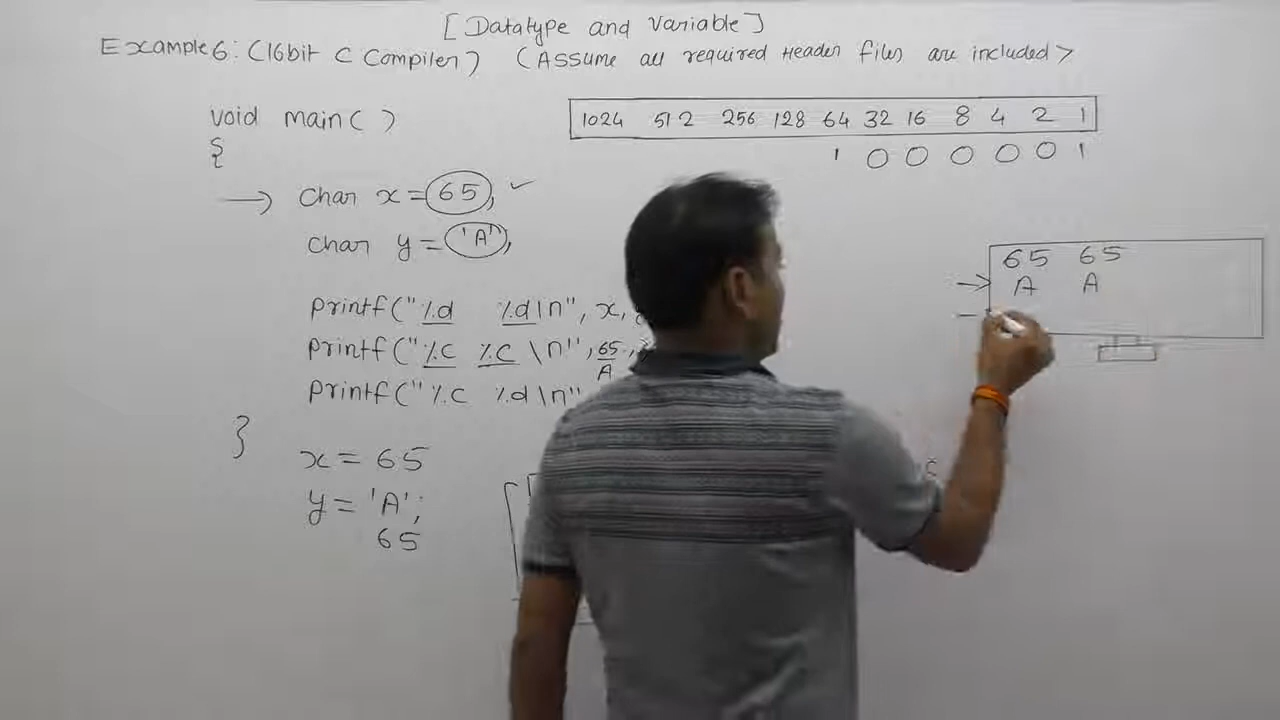 [Datatype and Variable]
Example6: (16bit C Compiler) (Assume all required Header files are included>
void main( )
{
→ char x = 65, ✓
char y = 'A',
printf("%d %d\n", x,
printf("%c %c \n", 65,
A
printf("%c %d\n"
}
x = 65
y = 'A';
65
1024 512 256 128 64 32 16 8 4 2 1
1 0 0 0 0 0 1
65 65
→ A A